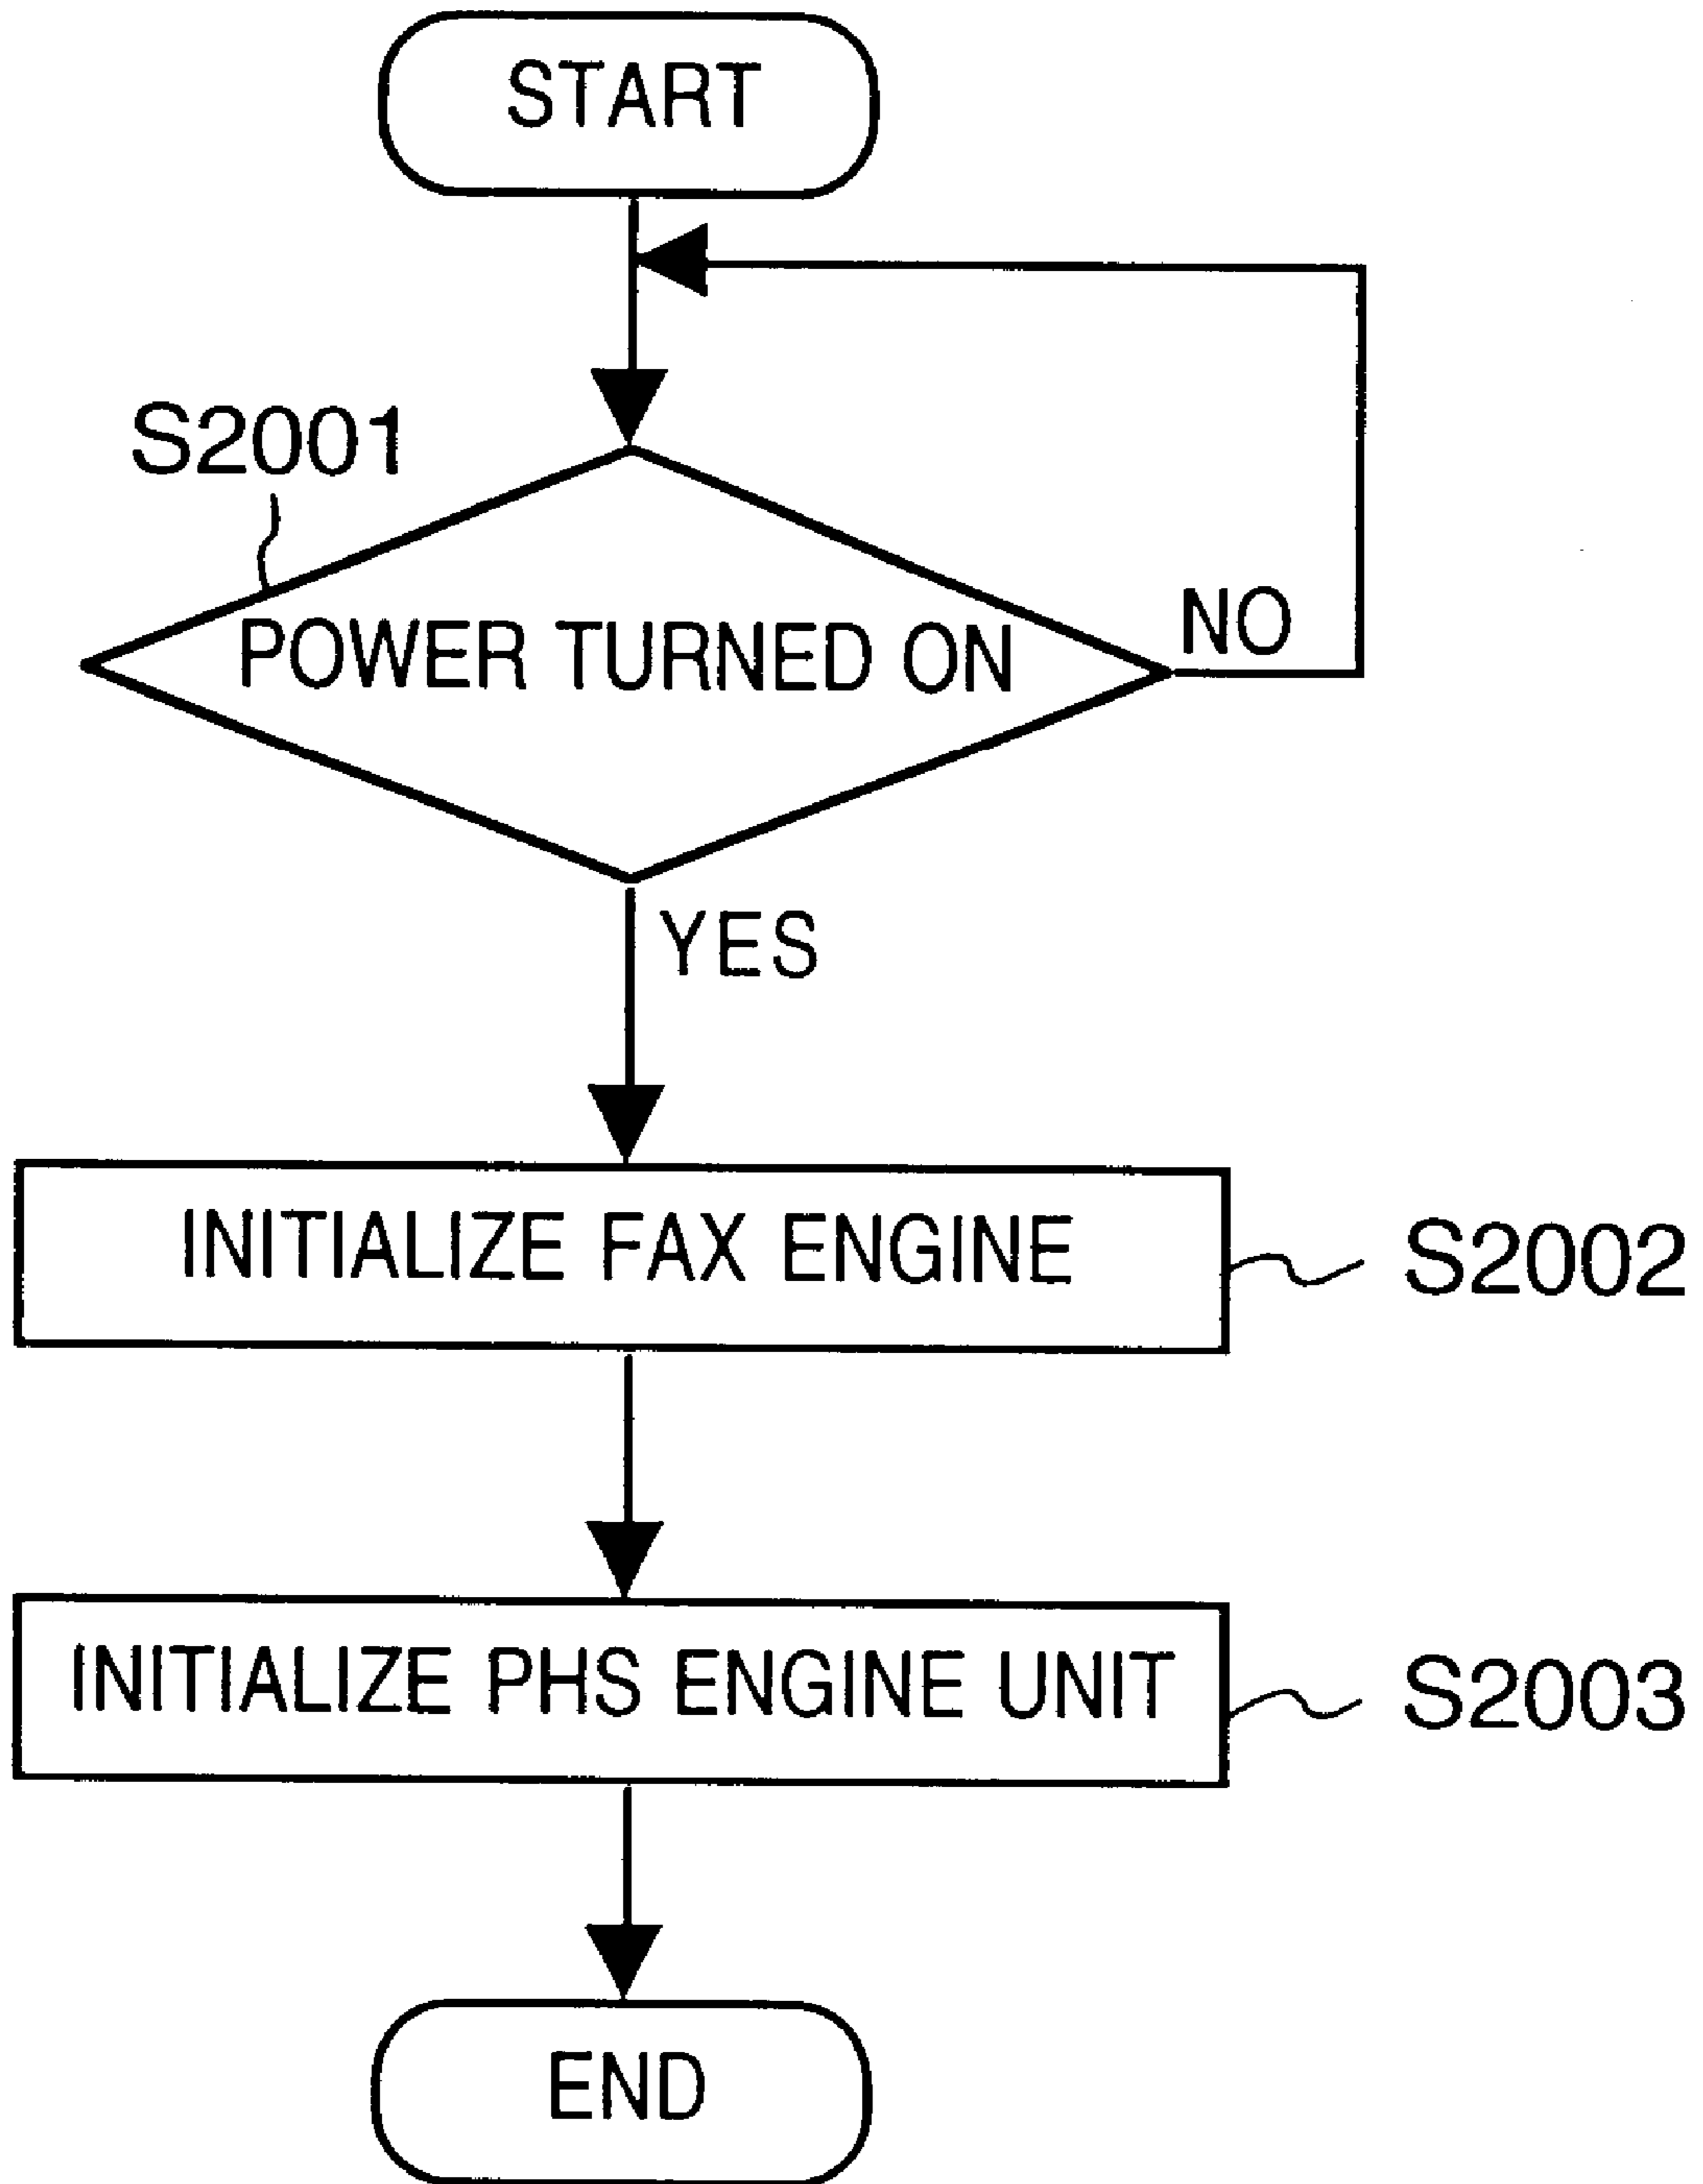 START
S2001
POWER TURNED ON
NO
YES
INITIALIZE FAX ENGINE
S2002
INITIALIZE PHS ENGINE UNIT
S2003
END